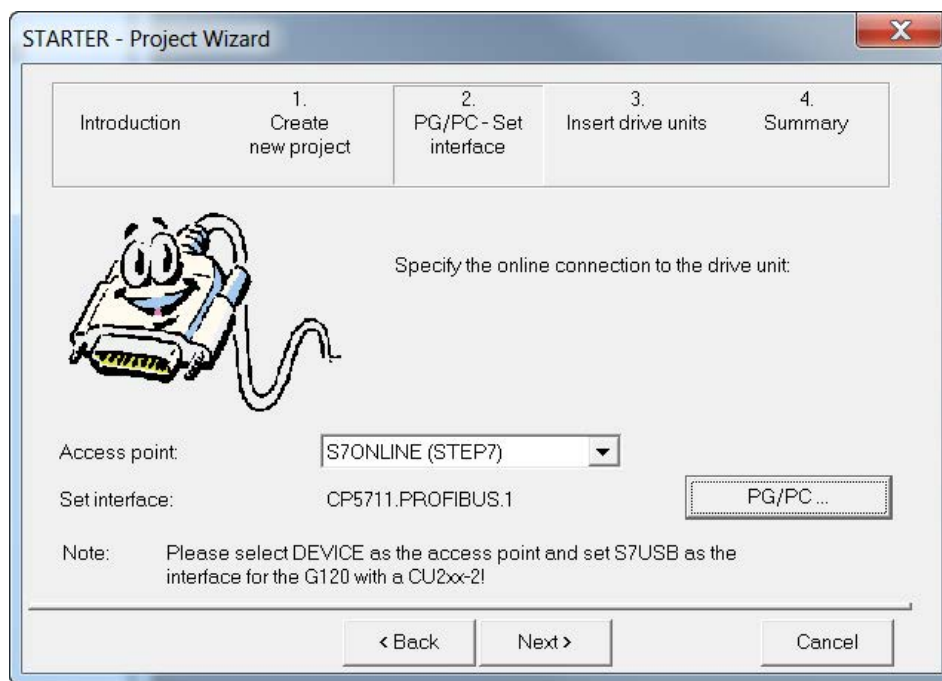 STARTER - Project Wizard
Introduction
1.
Create
new project
2.
PG/PC - Set
interface
3.
Insert drive units
4.
Summary
Specify the online connection to the drive unit:
Access point:
S7ONLINE (STEP7)
Set interface:
CP5711.PROFIBUS.1
PG/PC ...
Note:
Please select DEVICE as the access point and set S7USB as the
interface for the G120 with a CU2xx-2!
< Back
Next >
Cancel